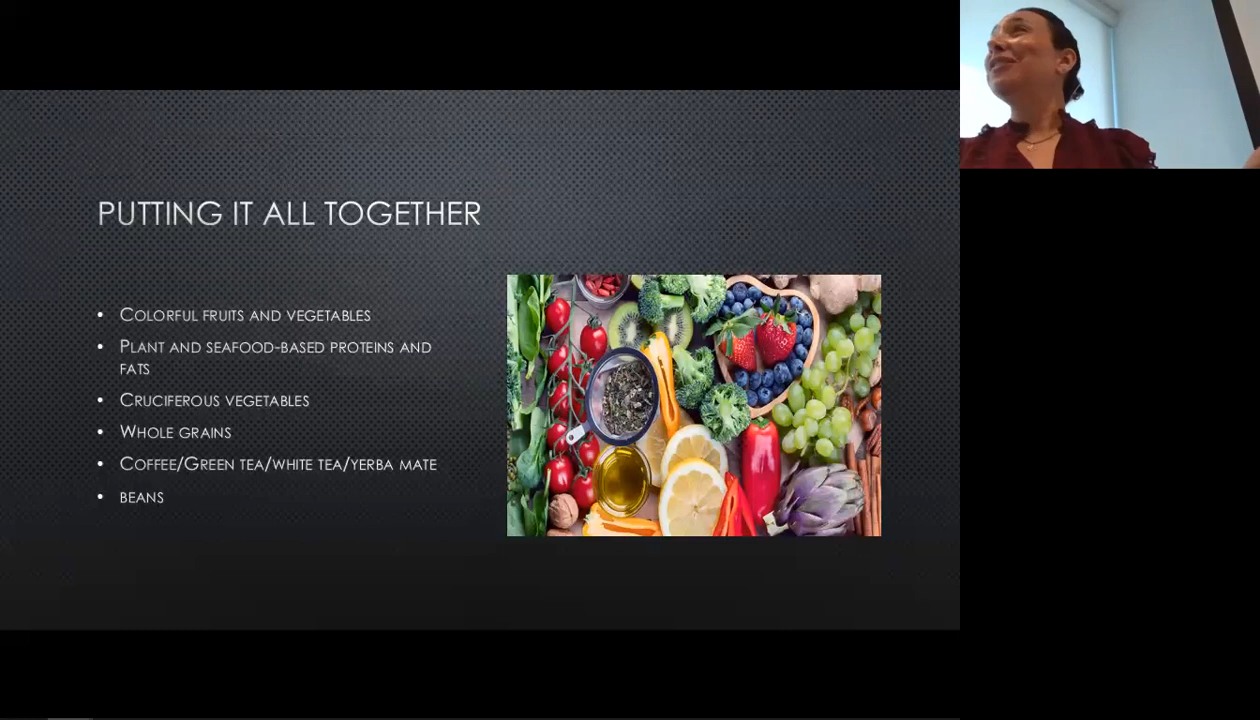 PUTTING IT ALL TOGETHER
• COLORFUL FRUITS AND VEGETABLES
• PLANT AND SEAFOOD-BASED PROTEINS AND
FATS
• CRUCIFEROUS VEGETABLES
• WHOLE GRAINS
• COFFEE/GREEN TEA/WHITE TEA/YERBA MATE
• BEANS